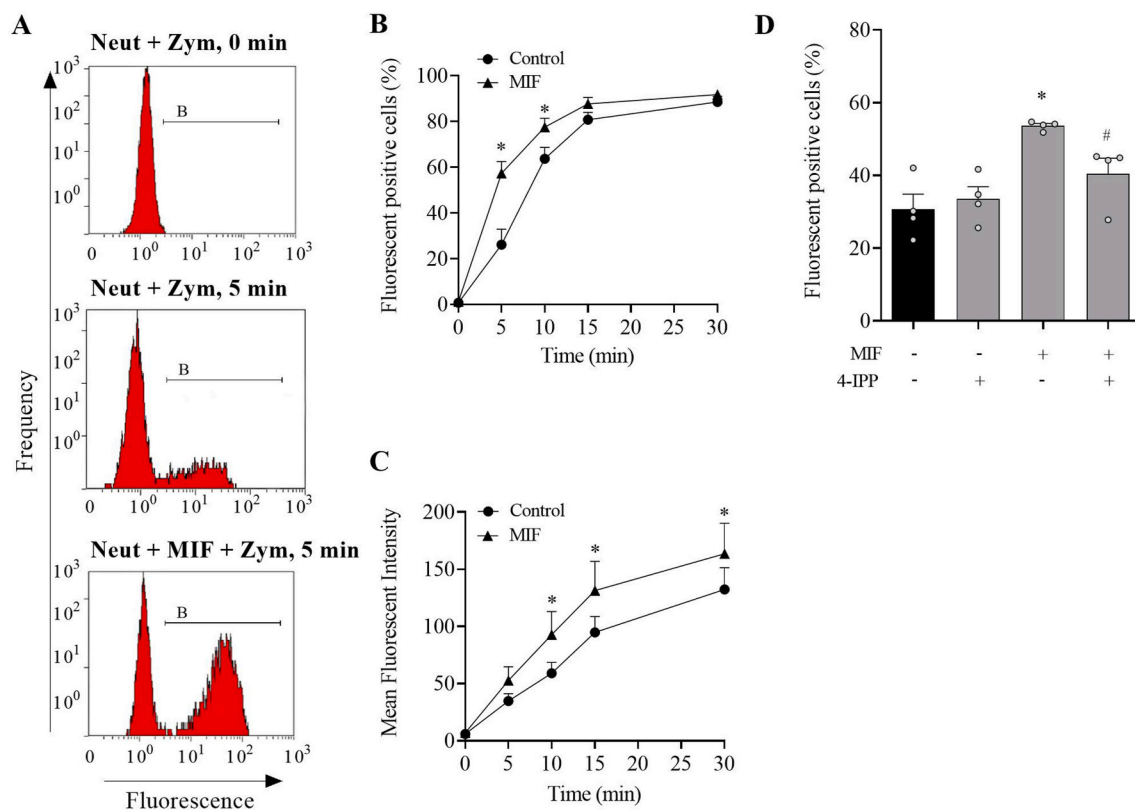 A
Neut + Zym, 0 min
10³
10²
10¹
10⁰
B
0 10⁰ 10¹ 10² 10³
Neut + Zym, 5 min
10³
10²
10¹
10⁰
B
0 10⁰ 10¹ 10² 10³
Neut + MIF + Zym, 5 min
10³
10²
10¹
10⁰
B
0 10⁰ 10¹ 10² 10³
Frequency
Fluorescence
B
Control
MIF
Fluorescent positive cells (%)
100
80
60
40
20
0
* *
0 5 10 15 20 25 30
Time (min)
C
Control
MIF
Mean Fluorescent Intensity
200
150
100
50
0
* * *
0 5 10 15 20 25 30
Time (min)
D
Fluorescent positive cells (%)
80
60
40
20
0
*
#
MIF - - + +
4-IPP - + - +